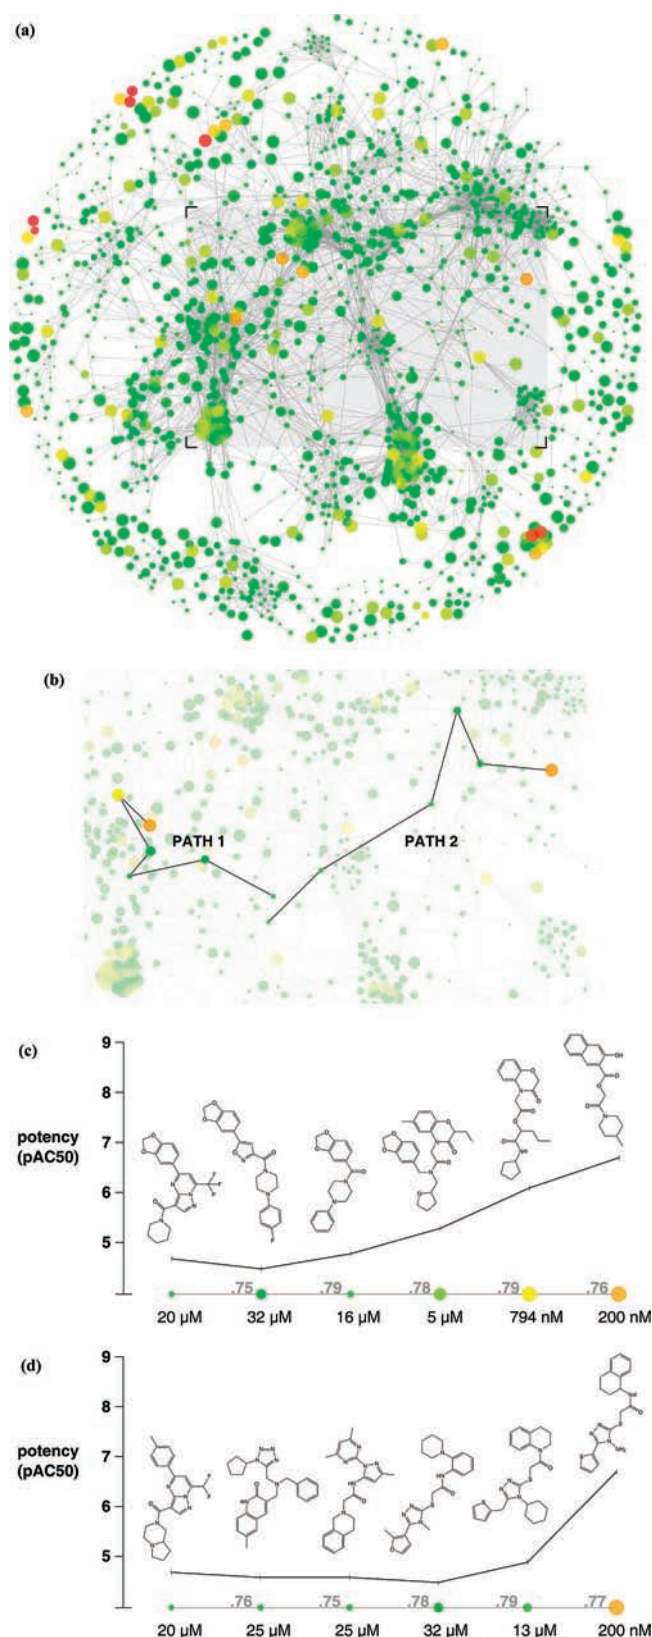 (a)
(b)
PATH 1
PATH 2
(c)
9
8
potency
(pAC50)
7
6
5
.75 .79 .78 .79 .76
20 µM 32 µM 16 µM 5 µM 794 nM 200 nM
(d)
9
8
potency
(pAC50)
7
6
5
.76 .75 .78 .79 .77
20 µM 25 µM 25 µM 32 µM 13 µM 200 nM